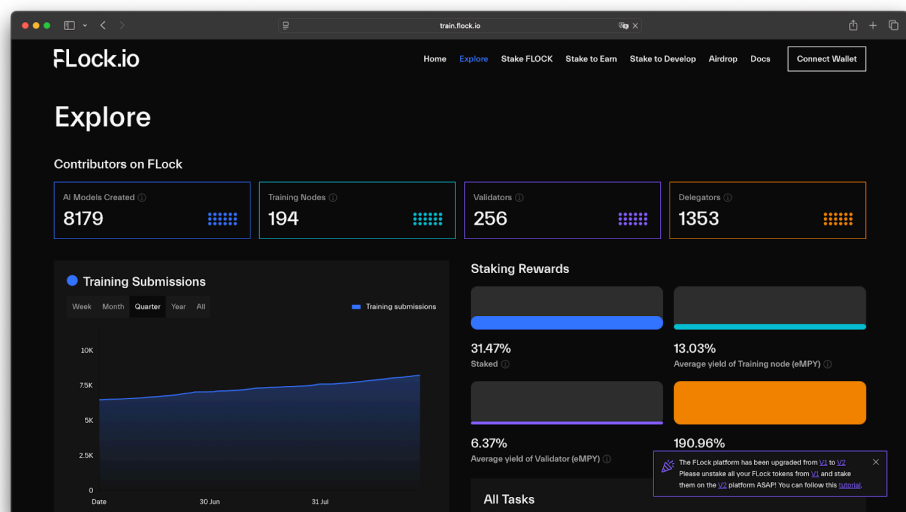 train.flock.io
FLock.io
Home Explore Stake FLOCK Stake to Earn Stake to Develop Airdrop Docs Connect Wallet
Explore
Contributors on FLock
AI Models Created
8179
Training Nodes
194
Validators
256
Delegators
1353
Training Submissions
Week Month Quarter Year All
Training submissions
10K
7.5K
5K
2.5K
0
Date 30 Jun 31 Jul
Staking Rewards
31.47%
Staked
13.03%
Average yield of Training node (eMPY)
6.37%
Average yield of Validator (eMPY)
190.96%
The FLock platform has been upgraded from V1 to V2
Please unstake all your FLock tokens from V1 and stake
them on the V2 platform ASAP! You can follow this tutorial.
All Tasks